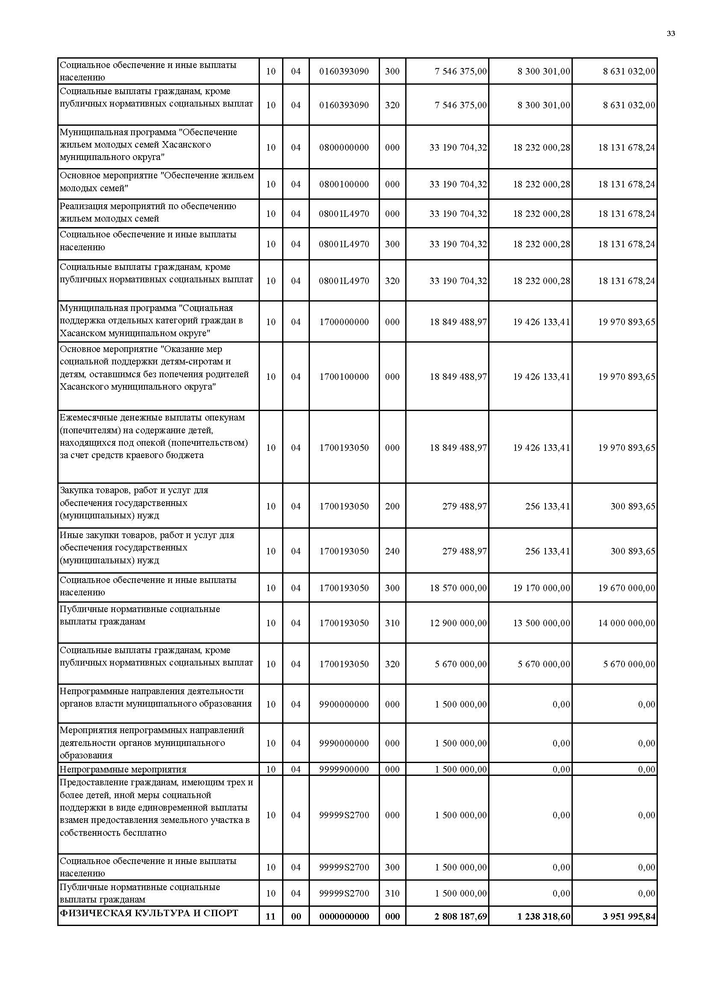 33
Социальное обеспечение и иные выплаты
населению
10 04 0160393090 300 7 546 375,00 8 300 301,00 8 631 032,00
Социальные выплаты гражданам, кроме
публичных нормативных социальных выплат
10 04 0160393090 320 7 546 375,00 8 300 301,00 8 631 032,00
Муниципальная программа "Обеспечение
жильем молодых семей Хасанского
муниципального округа"
10 04 0800000000 000 33 190 704,32 18 232 000,28 18 131 678,24
Основное мероприятие "Обеспечение жильем
молодых семей"
10 04 0800100000 000 33 190 704,32 18 232 000,28 18 131 678,24
Реализация мероприятий по обеспечению
жильем молодых семей
10 04 08001L4970 000 33 190 704,32 18 232 000,28 18 131 678,24
Социальное обеспечение и иные выплаты
населению
10 04 08001L4970 300 33 190 704,32 18 232 000,28 18 131 678,24
Социальные выплаты гражданам, кроме
публичных нормативных социальных выплат
10 04 08001L4970 320 33 190 704,32 18 232 000,28 18 131 678,24
Муниципальная программа "Социальная
поддержка отдельных категорий граждан в
Хасанском муниципальном округе"
10 04 1700000000 000 18 849 488,97 19 426 133,41 19 970 893,65
Основное мероприятие "Оказание мер
социальной поддержки детям-сиротам и
детям, оставшимся без попечения родителей
Хасанского муниципального округа"
10 04 1700100000 000 18 849 488,97 19 426 133,41 19 970 893,65
Ежемесячные денежные выплаты опекунам
(попечителям) на содержание детей,
находящихся под опекой (попечительством)
за счет средств краевого бюджета
10 04 1700193050 000 18 849 488,97 19 426 133,41 19 970 893,65
Закупка товаров, работ и услуг для
обеспечения государственных
(муниципальных) нужд
10 04 1700193050 200 279 488,97 256 133,41 300 893,65
Иные закупки товаров, работ и услуг для
обеспечения государственных
(муниципальных) нужд
10 04 1700193050 240 279 488,97 256 133,41 300 893,65
Социальное обеспечение и иные выплаты
населению
10 04 1700193050 300 18 570 000,00 19 170 000,00 19 670 000,00
Публичные нормативные социальные
выплаты гражданам
10 04 1700193050 310 12 900 000,00 13 500 000,00 14 000 000,00
Социальные выплаты гражданам, кроме
публичных нормативных социальных выплат
10 04 1700193050 320 5 670 000,00 5 670 000,00 5 670 000,00
Непрограммные направления деятельности
органов власти муниципального образования
10 04 9900000000 000 1 500 000,00 0,00 0,00
Мероприятия непрограммных направлений
деятельности органов муниципального
образования
10 04 9990000000 000 1 500 000,00 0,00 0,00
Непрограммные мероприятия 10 04 9999900000 000 1 500 000,00 0,00 0,00
Предоставление гражданам, имеющим трех и
более детей, иной меры социальной
поддержки в виде единовременной выплаты
взамен предоставления земельного участка в
собственность бесплатно
10 04 99999S2700 000 1 500 000,00 0,00 0,00
Социальное обеспечение и иные выплаты
населению
10 04 99999S2700 300 1 500 000,00 0,00 0,00
Публичные нормативные социальные
выплаты гражданам
10 04 99999S2700 310 1 500 000,00 0,00 0,00
ФИЗИЧЕСКАЯ КУЛЬТУРА И СПОРТ 11 00 0000000000 000 2 808 187,69 1 238 318,60 3 951 995,84